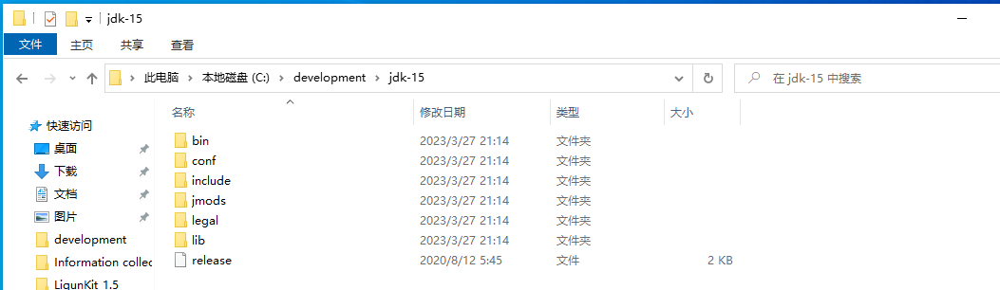 jdk-15
文件 主页 共享 查看
此电脑 本地磁盘 (C:) development jdk-15 在 jdk-15 中搜索
名称 修改日期 类型 大小
快速访问
桌面
下载
文档
图片
development
Information collec
LiqunKit 1.5
bin 2023/3/27 21:14 文件夹
conf 2023/3/27 21:14 文件夹
include 2023/3/27 21:14 文件夹
jmods 2023/3/27 21:14 文件夹
legal 2023/3/27 21:14 文件夹
lib 2023/3/27 21:14 文件夹
release 2020/8/12 5:45 文件 2 KB